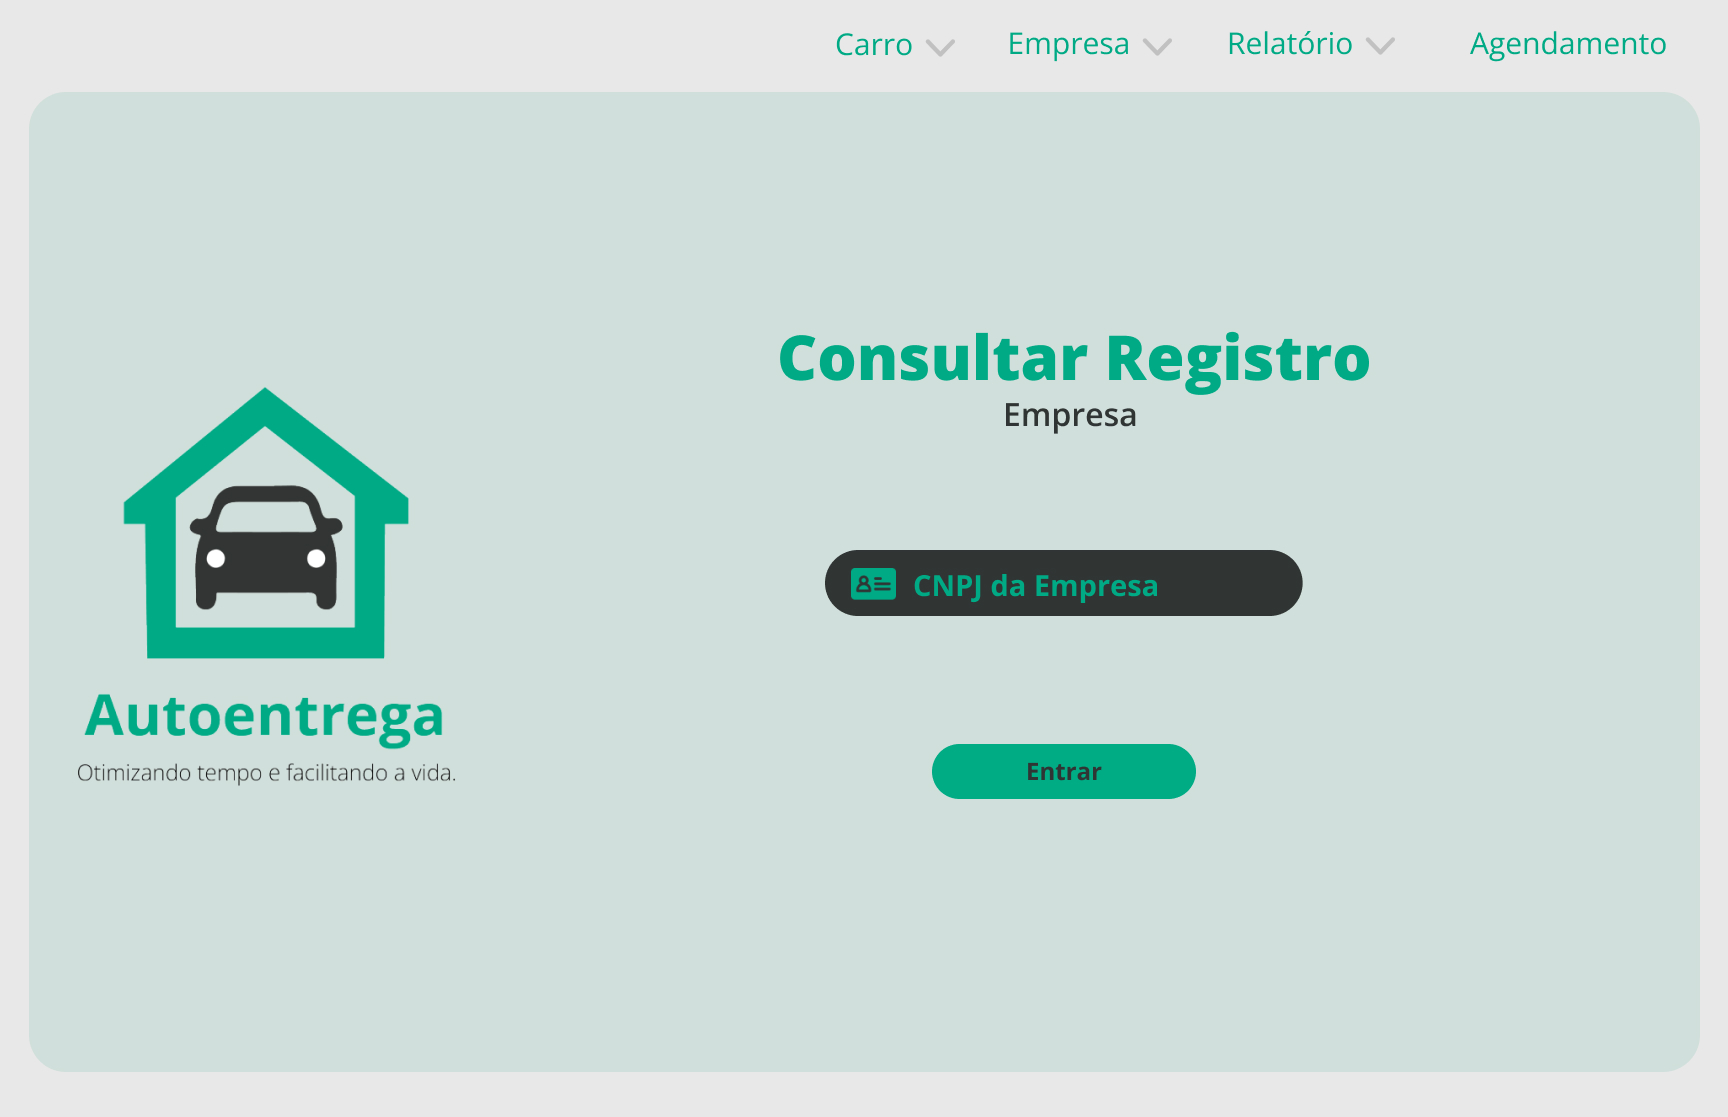 Carro
Empresa
Relatório
Agendamento
Consultar Registro
Empresa
CNPJ da Empresa
Entrar
Autoentrega
Otimizando tempo e facilitando a vida.